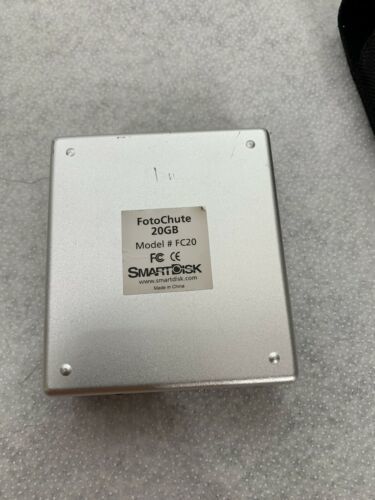 FotoChute
20GB
Model # FC20
FC CE
SMARTDISK
www.smartdisk.com
Made in China